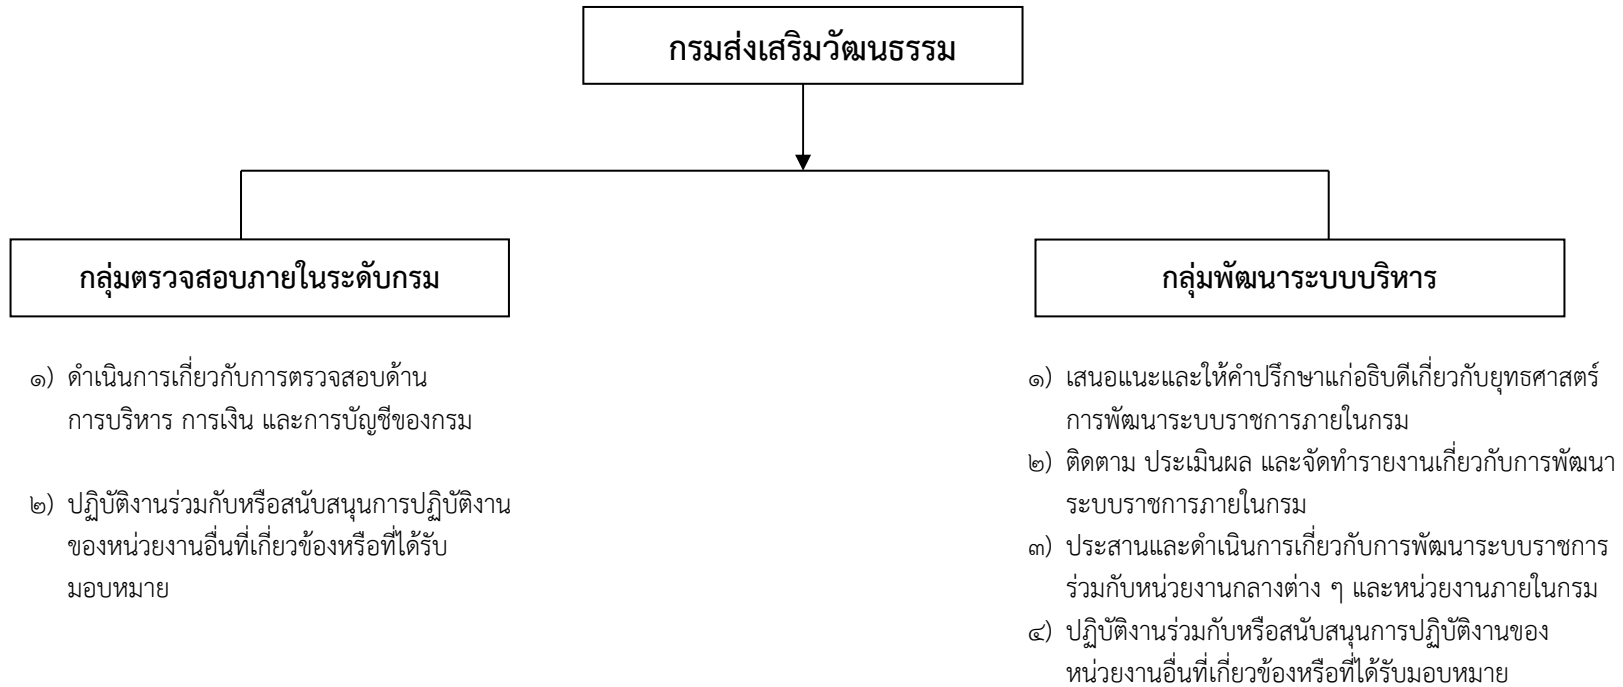 กรมส่งเสริมวัฒนธรรม
กลุ่มตรวจสอบภายในระดับกรม
๑) ดำเนินการเกี่ยวกับการตรวจสอบด้าน
การบริหาร การเงิน และการบัญชีของกรม
๒) ปฏิบัติงานร่วมกับหรือสนับสนุนการปฏิบัติงาน
ของหน่วยงานอื่นที่เกี่ยวข้องหรือที่ได้รับ
มอบหมาย
กลุ่มพัฒนาระบบบริหาร
๑) เสนอแนะและให้คำปรึกษาแก่อธิบดีเกี่ยวกับยุทธศาสตร์
การพัฒนาระบบราชการภายในกรม
๒) ติดตาม ประเมินผล และจัดทำรายงานเกี่ยวกับการพัฒนา
ระบบราชการภายในกรม
๓) ประสานและดำเนินการเกี่ยวกับการพัฒนาระบบราชการ
ร่วมกับหน่วยงานกลางต่าง ๆ และหน่วยงานภายในกรม
๔) ปฏิบัติงานร่วมกับหรือสนับสนุนการปฏิบัติงานของ
หน่วยงานอื่นที่เกี่ยวข้องหรือที่ได้รับมอบหมาย